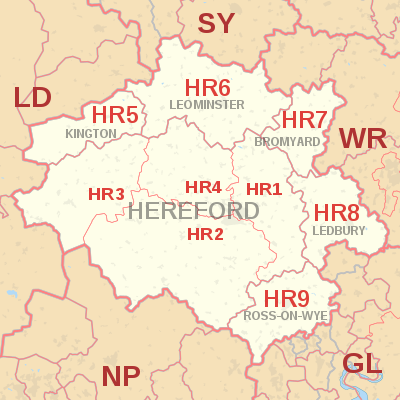 SY
HR6
LEOMINSTER
LD
HR5
KINGTON
HR7
BROMYARD
WR
HR3
HR4
HR1
HEREFORD
HR2
HR8
LEDBURY
HR9
ROSS-ON-WYE
NP
GL